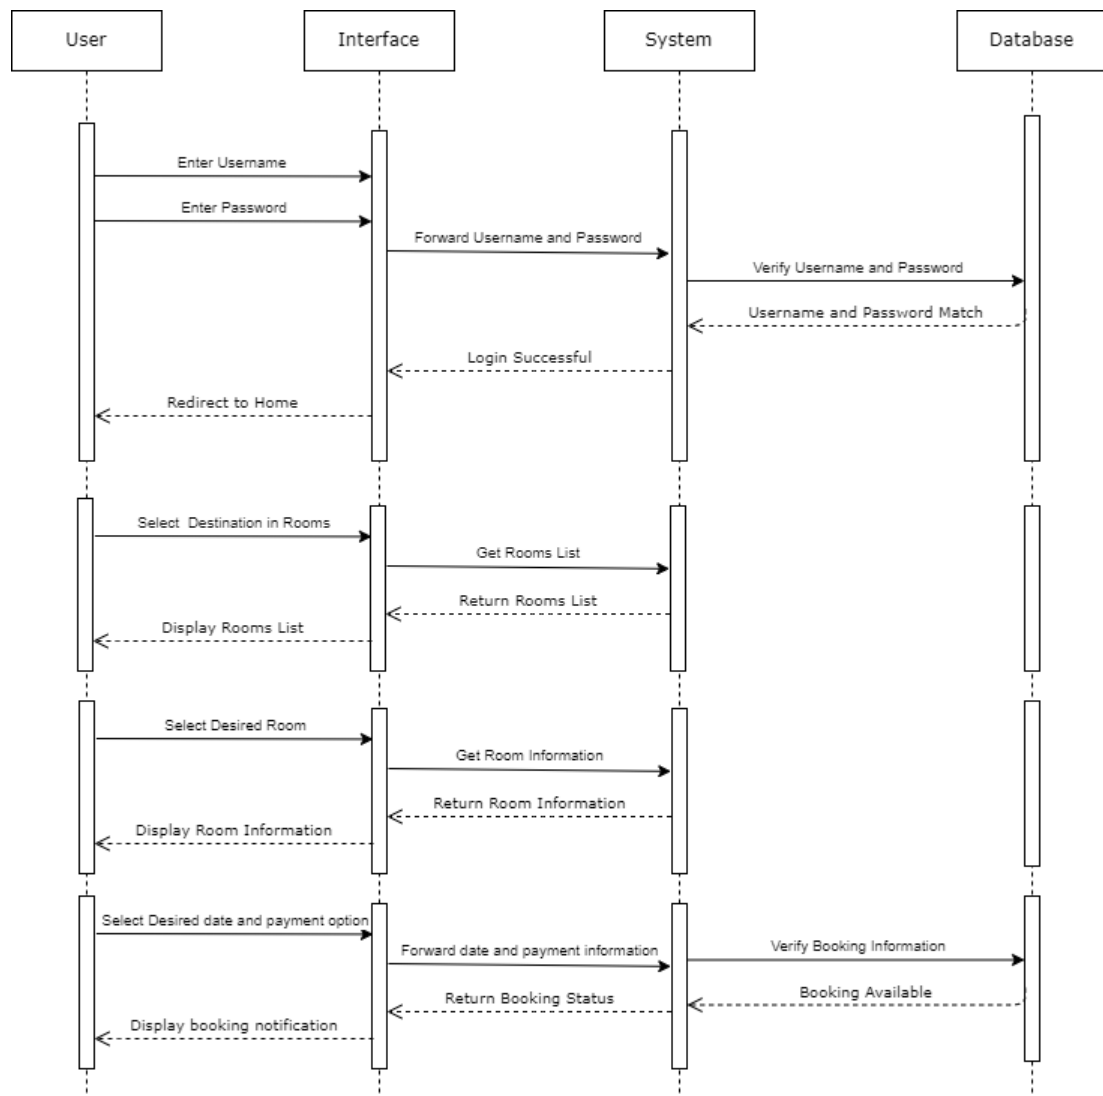 User
Interface
System
Database
Enter Username
Enter Password
Forward Username and Password
Verify Username and Password
Username and Password Match
Login Successful
Redirect to Home
Select Destination in Rooms
Get Rooms List
Return Rooms List
Display Rooms List
Select Desired Room
Get Room Information
Return Room Information
Display Room Information
Select Desired date and payment option
Forward date and payment information
Verify Booking Information
Booking Available
Return Booking Status
Display booking notification